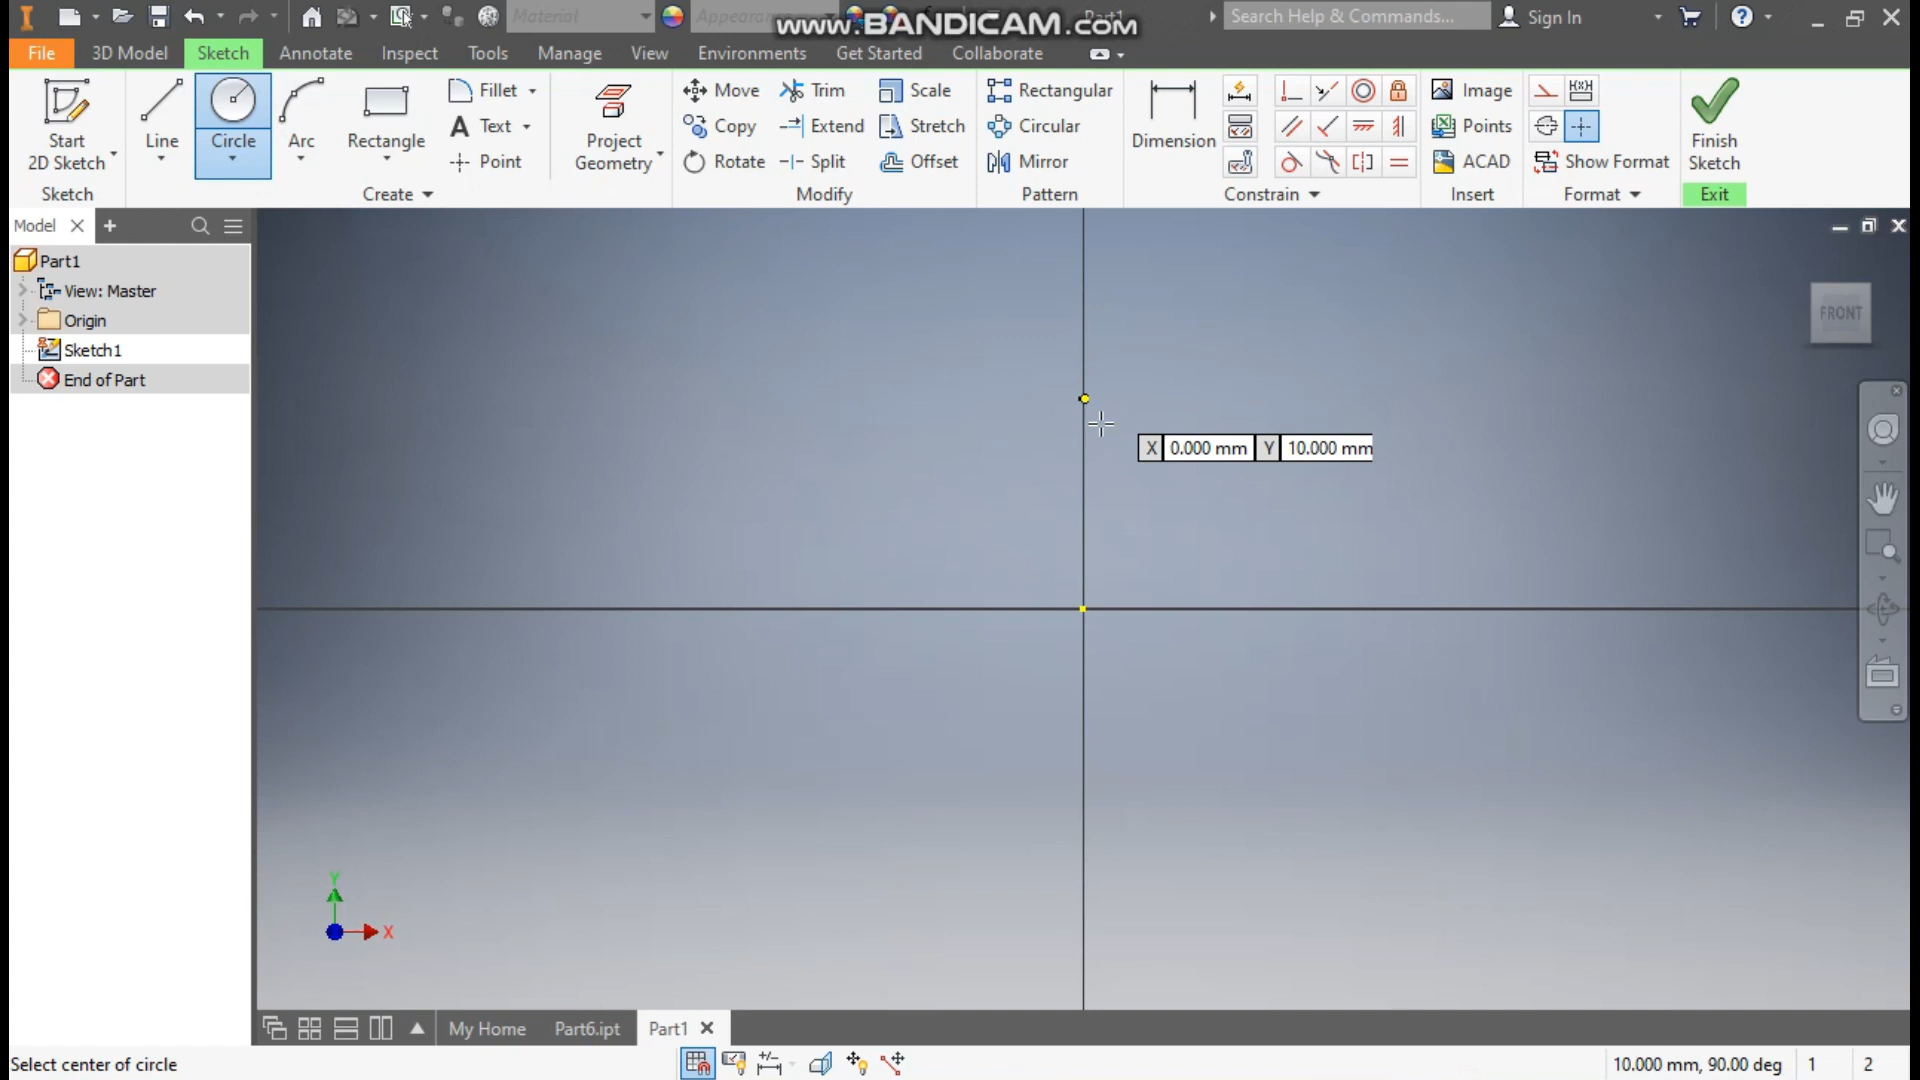 Material
Appearance
www.BANDICAM.com
Part1
Search Help & Commands...
Sign In
File
3D Model
Sketch
Annotate
Inspect
Tools
Manage
View
Environments
Get Started
Collaborate
Start
2D Sketch
Line
Circle
Arc
Rectangle
Fillet
Text
Point
Project
Geometry
Move
Copy
Rotate
Trim
Extend
Split
Scale
Stretch
Offset
Rectangular
Circular
Mirror
Dimension
Image
Points
ACAD
Show Format
Finish
Sketch
Sketch
Create
Modify
Pattern
Constrain
Insert
Format
Exit
Model
Part1
View: Master
Origin
Sketch1
End of Part
FRONT
X 0.000 mm Y 10.000 mm
Y
X
My Home
Part6.ipt
Part1
Select center of circle
10.000 mm, 90.00 deg
1
2